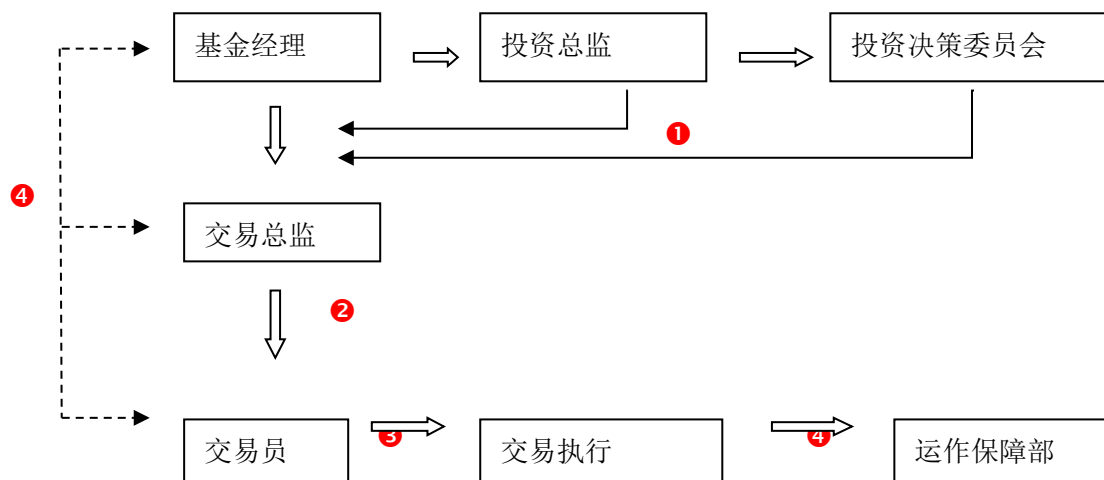 基金经理
投资总监
投资决策委员会
❶
❹
交易总监
❷
交易员
❸
交易执行
❹
运作保障部